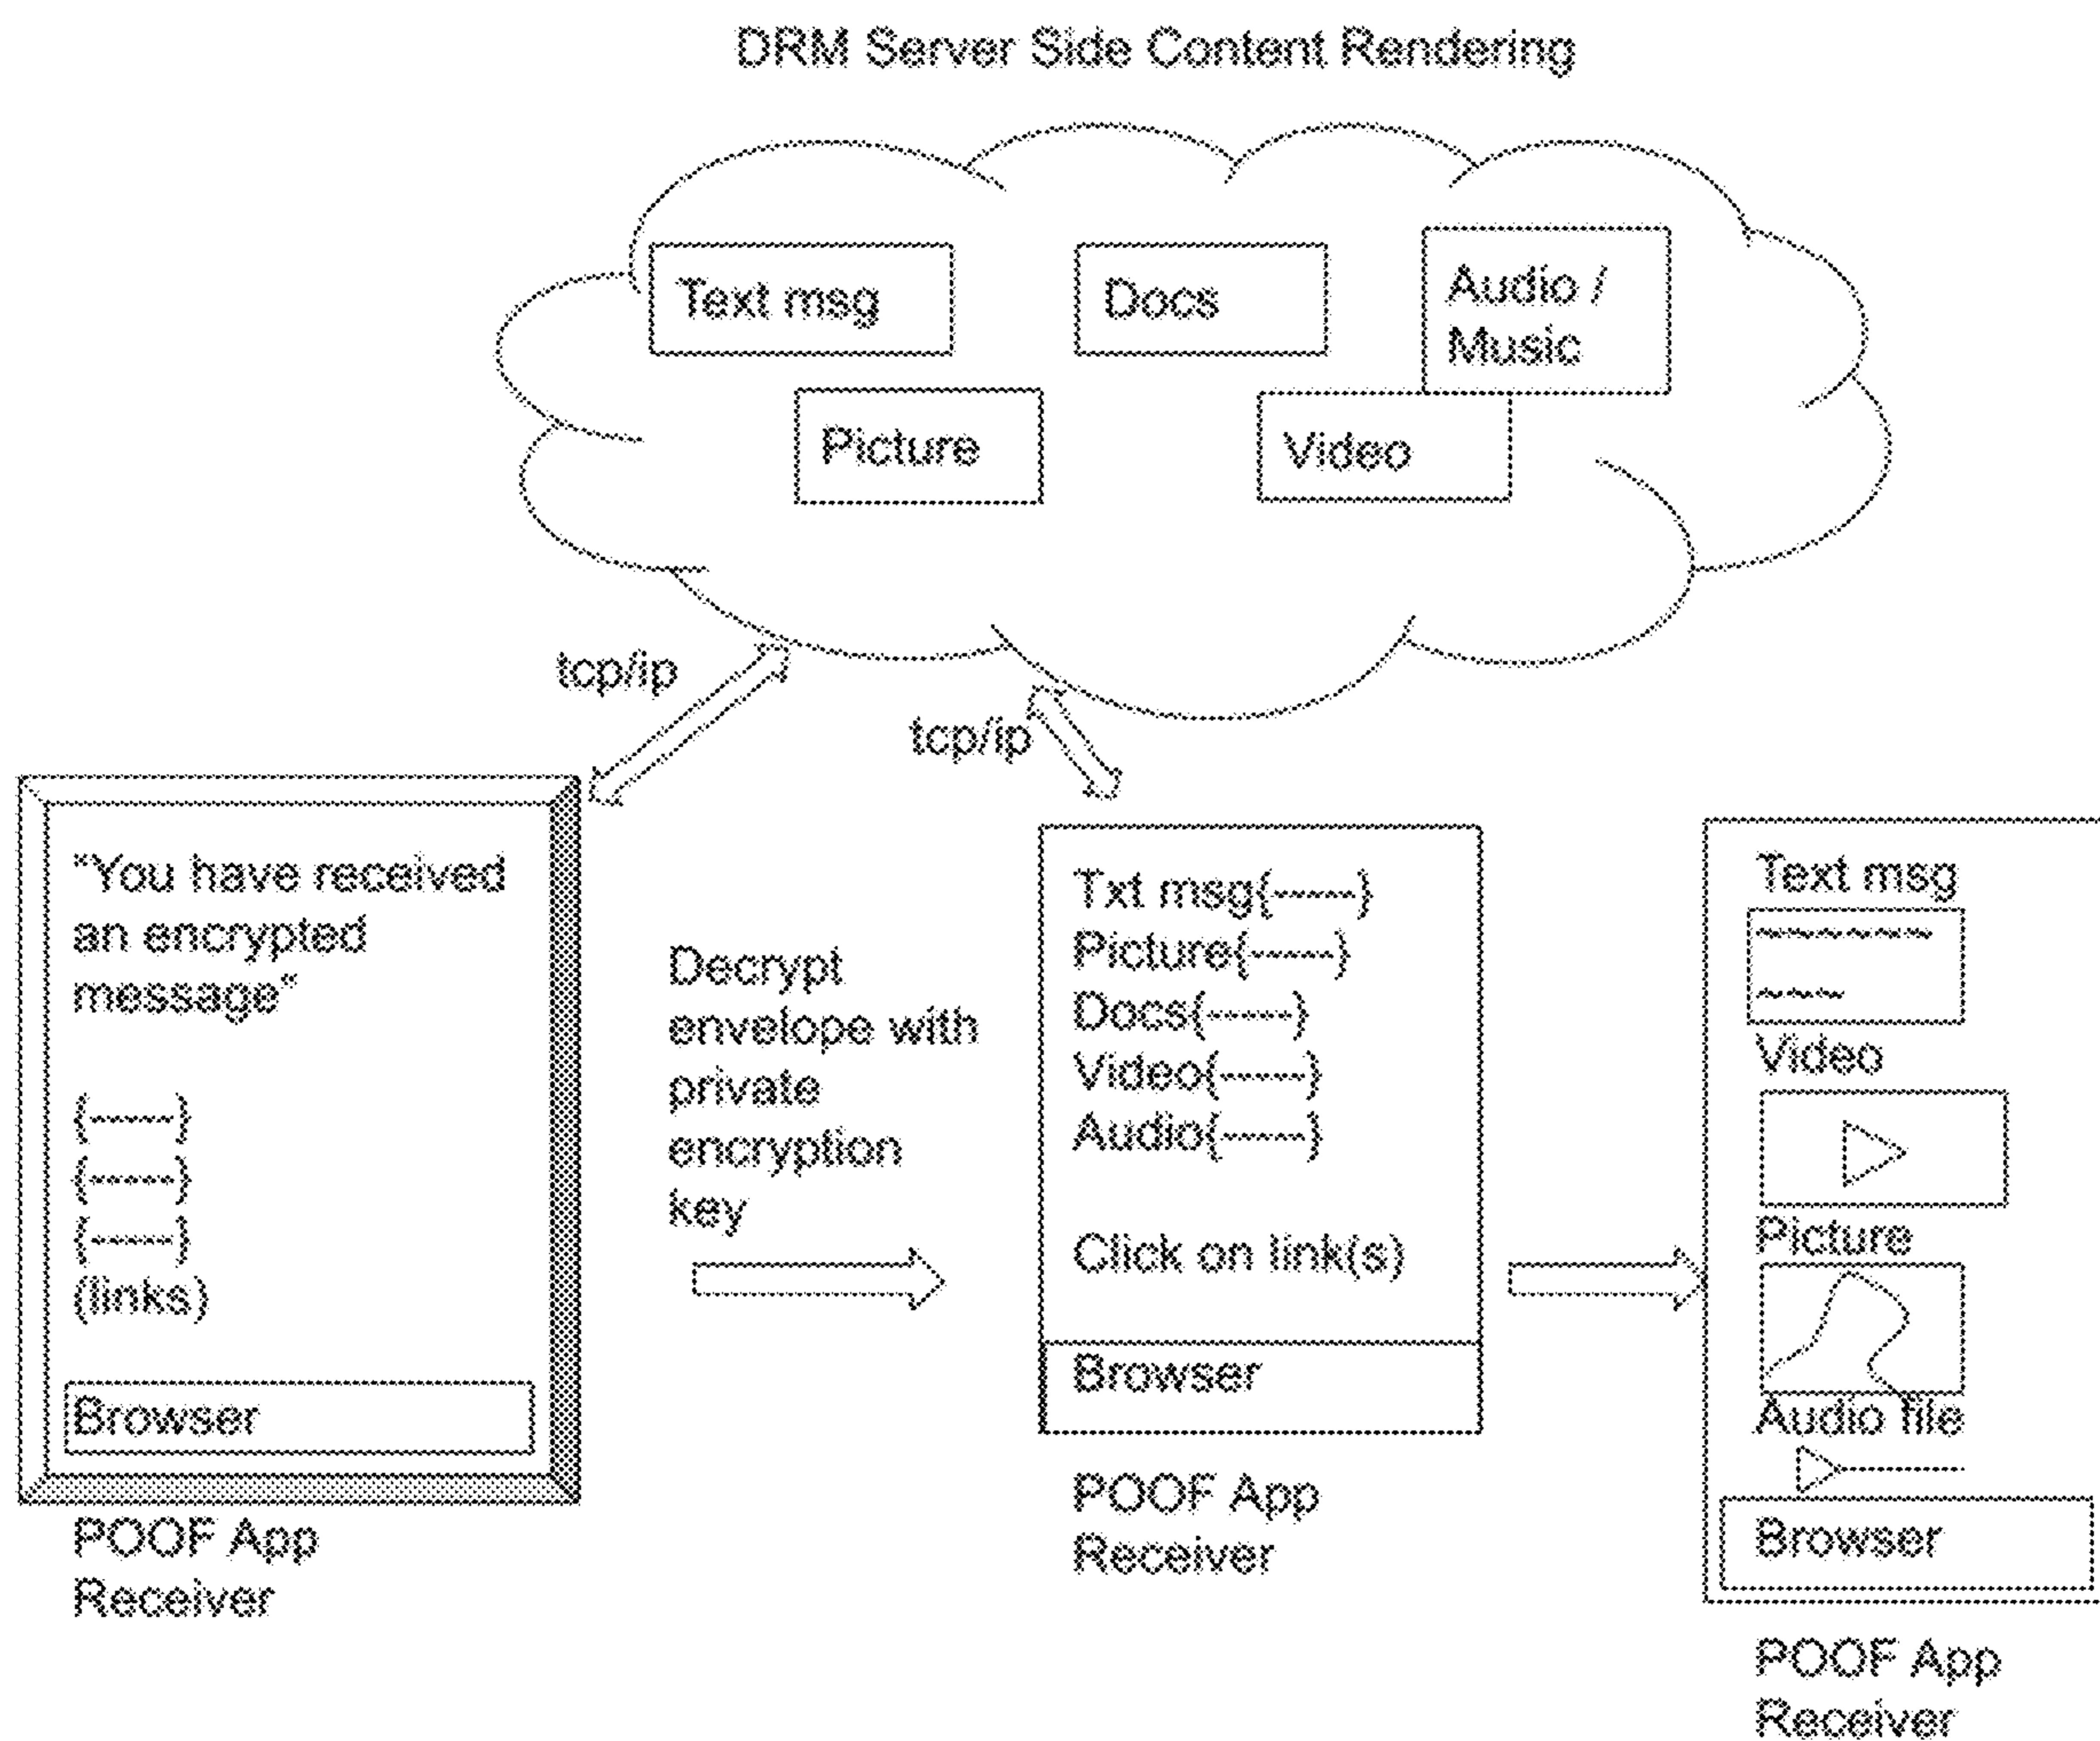 DRM Server Side Content Rendering
Text msg
Docs
Audio /
Music
Picture
Video
tcp/ip
tcp/ip
“You have received
an encrypted
message“
{------}
{------}
{------}
(links)
Browser
POOF App
Receiver
Decrypt
envelope with
private
encryption
key
Txt msg{------}
Picture{------}
Docs{------}
Video{------}
Audio{------}
Click on link(s)
Browser
POOF App
Receiver
Text msg
Video
Picture
Audio file
Browser
POOF App
Receiver